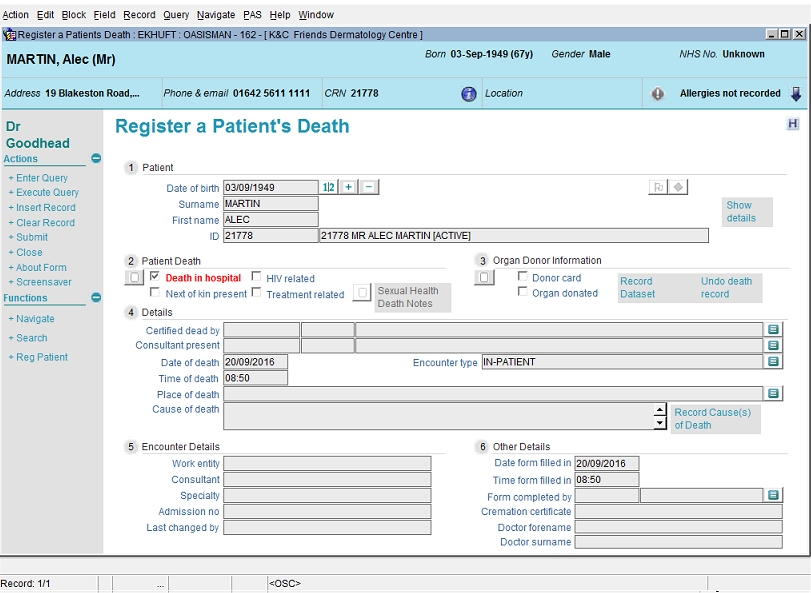 Action Edit Block Field Record Query Navigate PAS Help Window
Register a Patients Death : EKHUFT : OASISMAN - 162 - [ K&C Friends Dermatology Centre ]
MARTIN, Alec (Mr)
Born 03-Sep-1949 (67y) Gender Male NHS No. Unknown
Address 19 Blakeston Road,... Phone & email 01642 5611 1111 CRN 21778 Location Allergies not recorded
Dr
Goodhead
Actions
+ Enter Query
+ Execute Query
+ Insert Record
+ Clear Record
+ Submit
+ Close
+ About Form
+ Screensaver
Functions
+ Navigate
+ Search
+ Reg Patient
Register a Patient's Death
H
1 Patient
Date of birth 03/09/1949 1|2 + −
Surname MARTIN
First name ALEC
ID 21778 21778 MR ALEC MARTIN [ACTIVE]
Show
details
2 Patient Death
Death in hospital HIV related
Next of kin present Treatment related
Sexual Health
Death Notes
3 Organ Donor Information
Donor card
Organ donated
Record
Dataset
Undo death
record
4 Details
Certified dead by
Consultant present
Date of death 20/09/2016 Encounter type IN-PATIENT
Time of death 08:50
Place of death
Cause of death
Record Cause(s)
of Death
5 Encounter Details
Work entity
Consultant
Specialty
Admission no
Last changed by
6 Other Details
Date form filled in 20/09/2016
Time form filled in 08:50
Form completed by
Cremation certificate
Doctor forename
Doctor surname
Record: 1/1 ... <OSC>